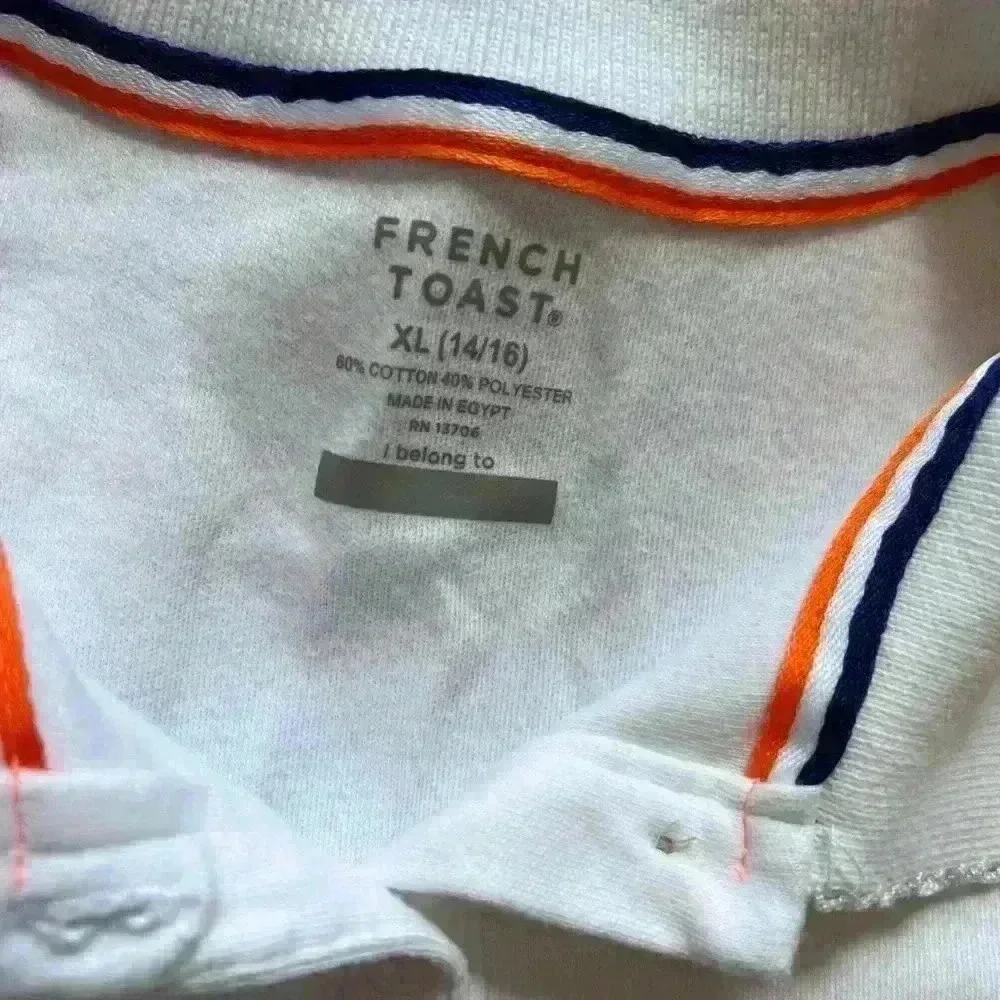 FRENCH
TOAST®
XL (14/16)
60% COTTON 40% POLYESTER
MADE IN EGYPT
RN 13706
I belong to